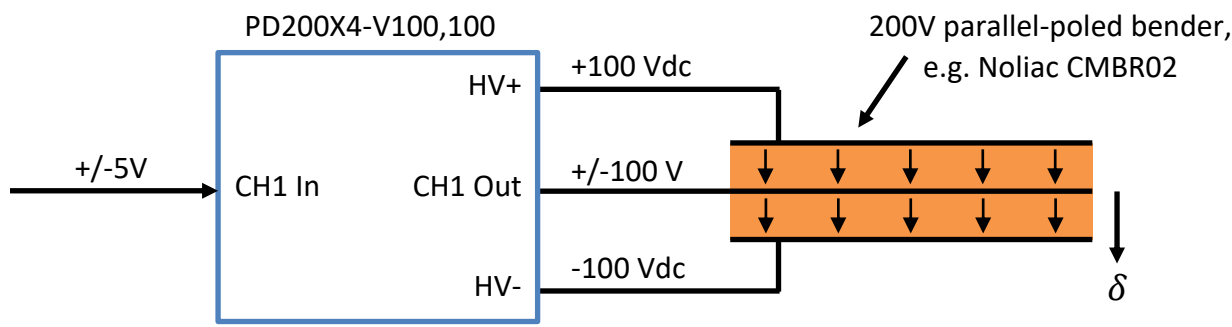 PD200X4-V100,100
200V parallel-poled bender,
e.g. Noliac CMBR02
+100 Vdc
HV+
+/-5V
+/-100 V
CH1 In
CH1 Out
-100 Vdc
HV-
δ